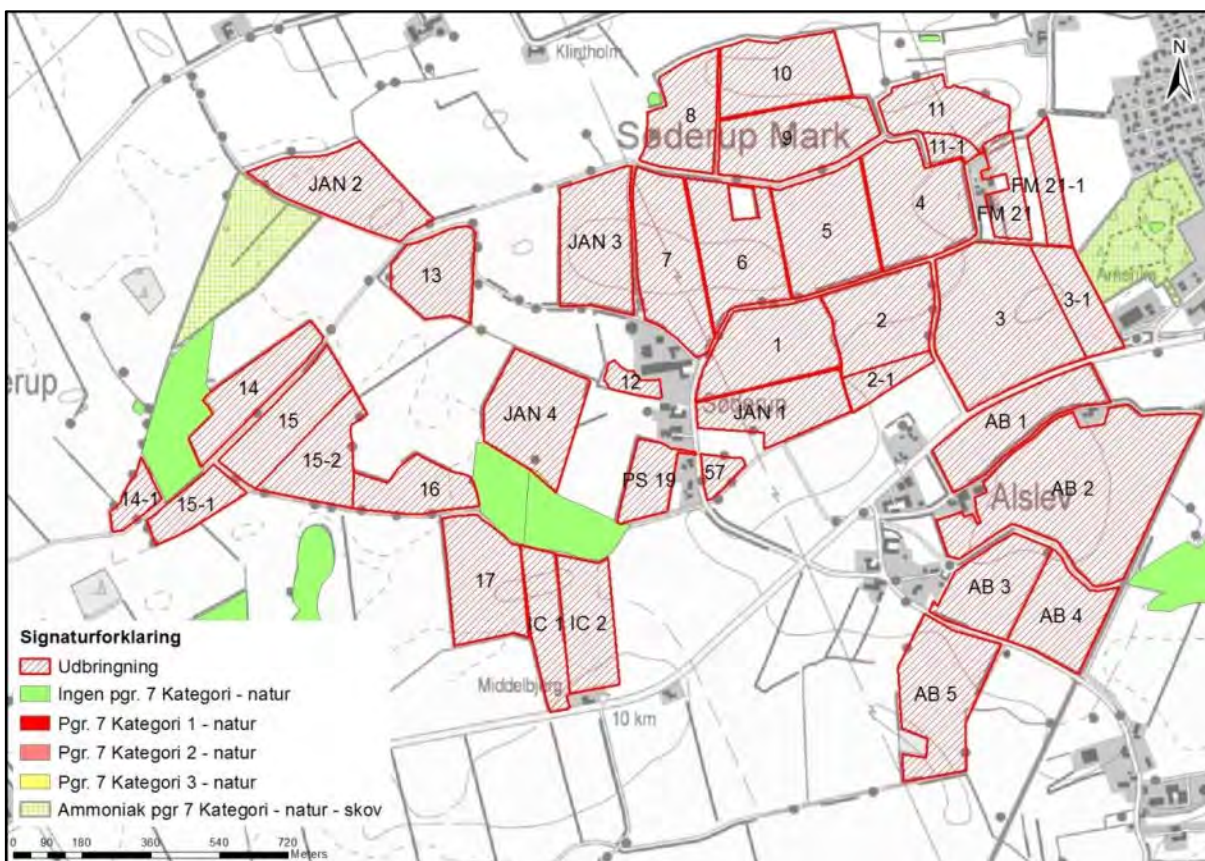 Klintholm
N
10
8
11
9
Søderup Mark
11-1
JAN 2
FM 21-1
4
FM 21
5
JAN 3
7
6
13
3
3-1
2
1
12
14
2-1
JAN 4
JAN 1
Søderup
AB 1
15
15-2
PS 19
57
16
AB 2
14-1
15-1
Alslev
17
AB 3
AB 4
IC 1
IC 2
Middelbjerg
AB 5
10 km
Signaturforklaring
Udbringning
Ingen pgr. 7 Kategori - natur
Pgr. 7 Kategori 1 - natur
Pgr. 7 Kategori 2 - natur
Pgr. 7 Kategori 3 - natur
Ammoniak pgr 7 Kategori - natur - skov
0 90 180 360 540 720
Meters